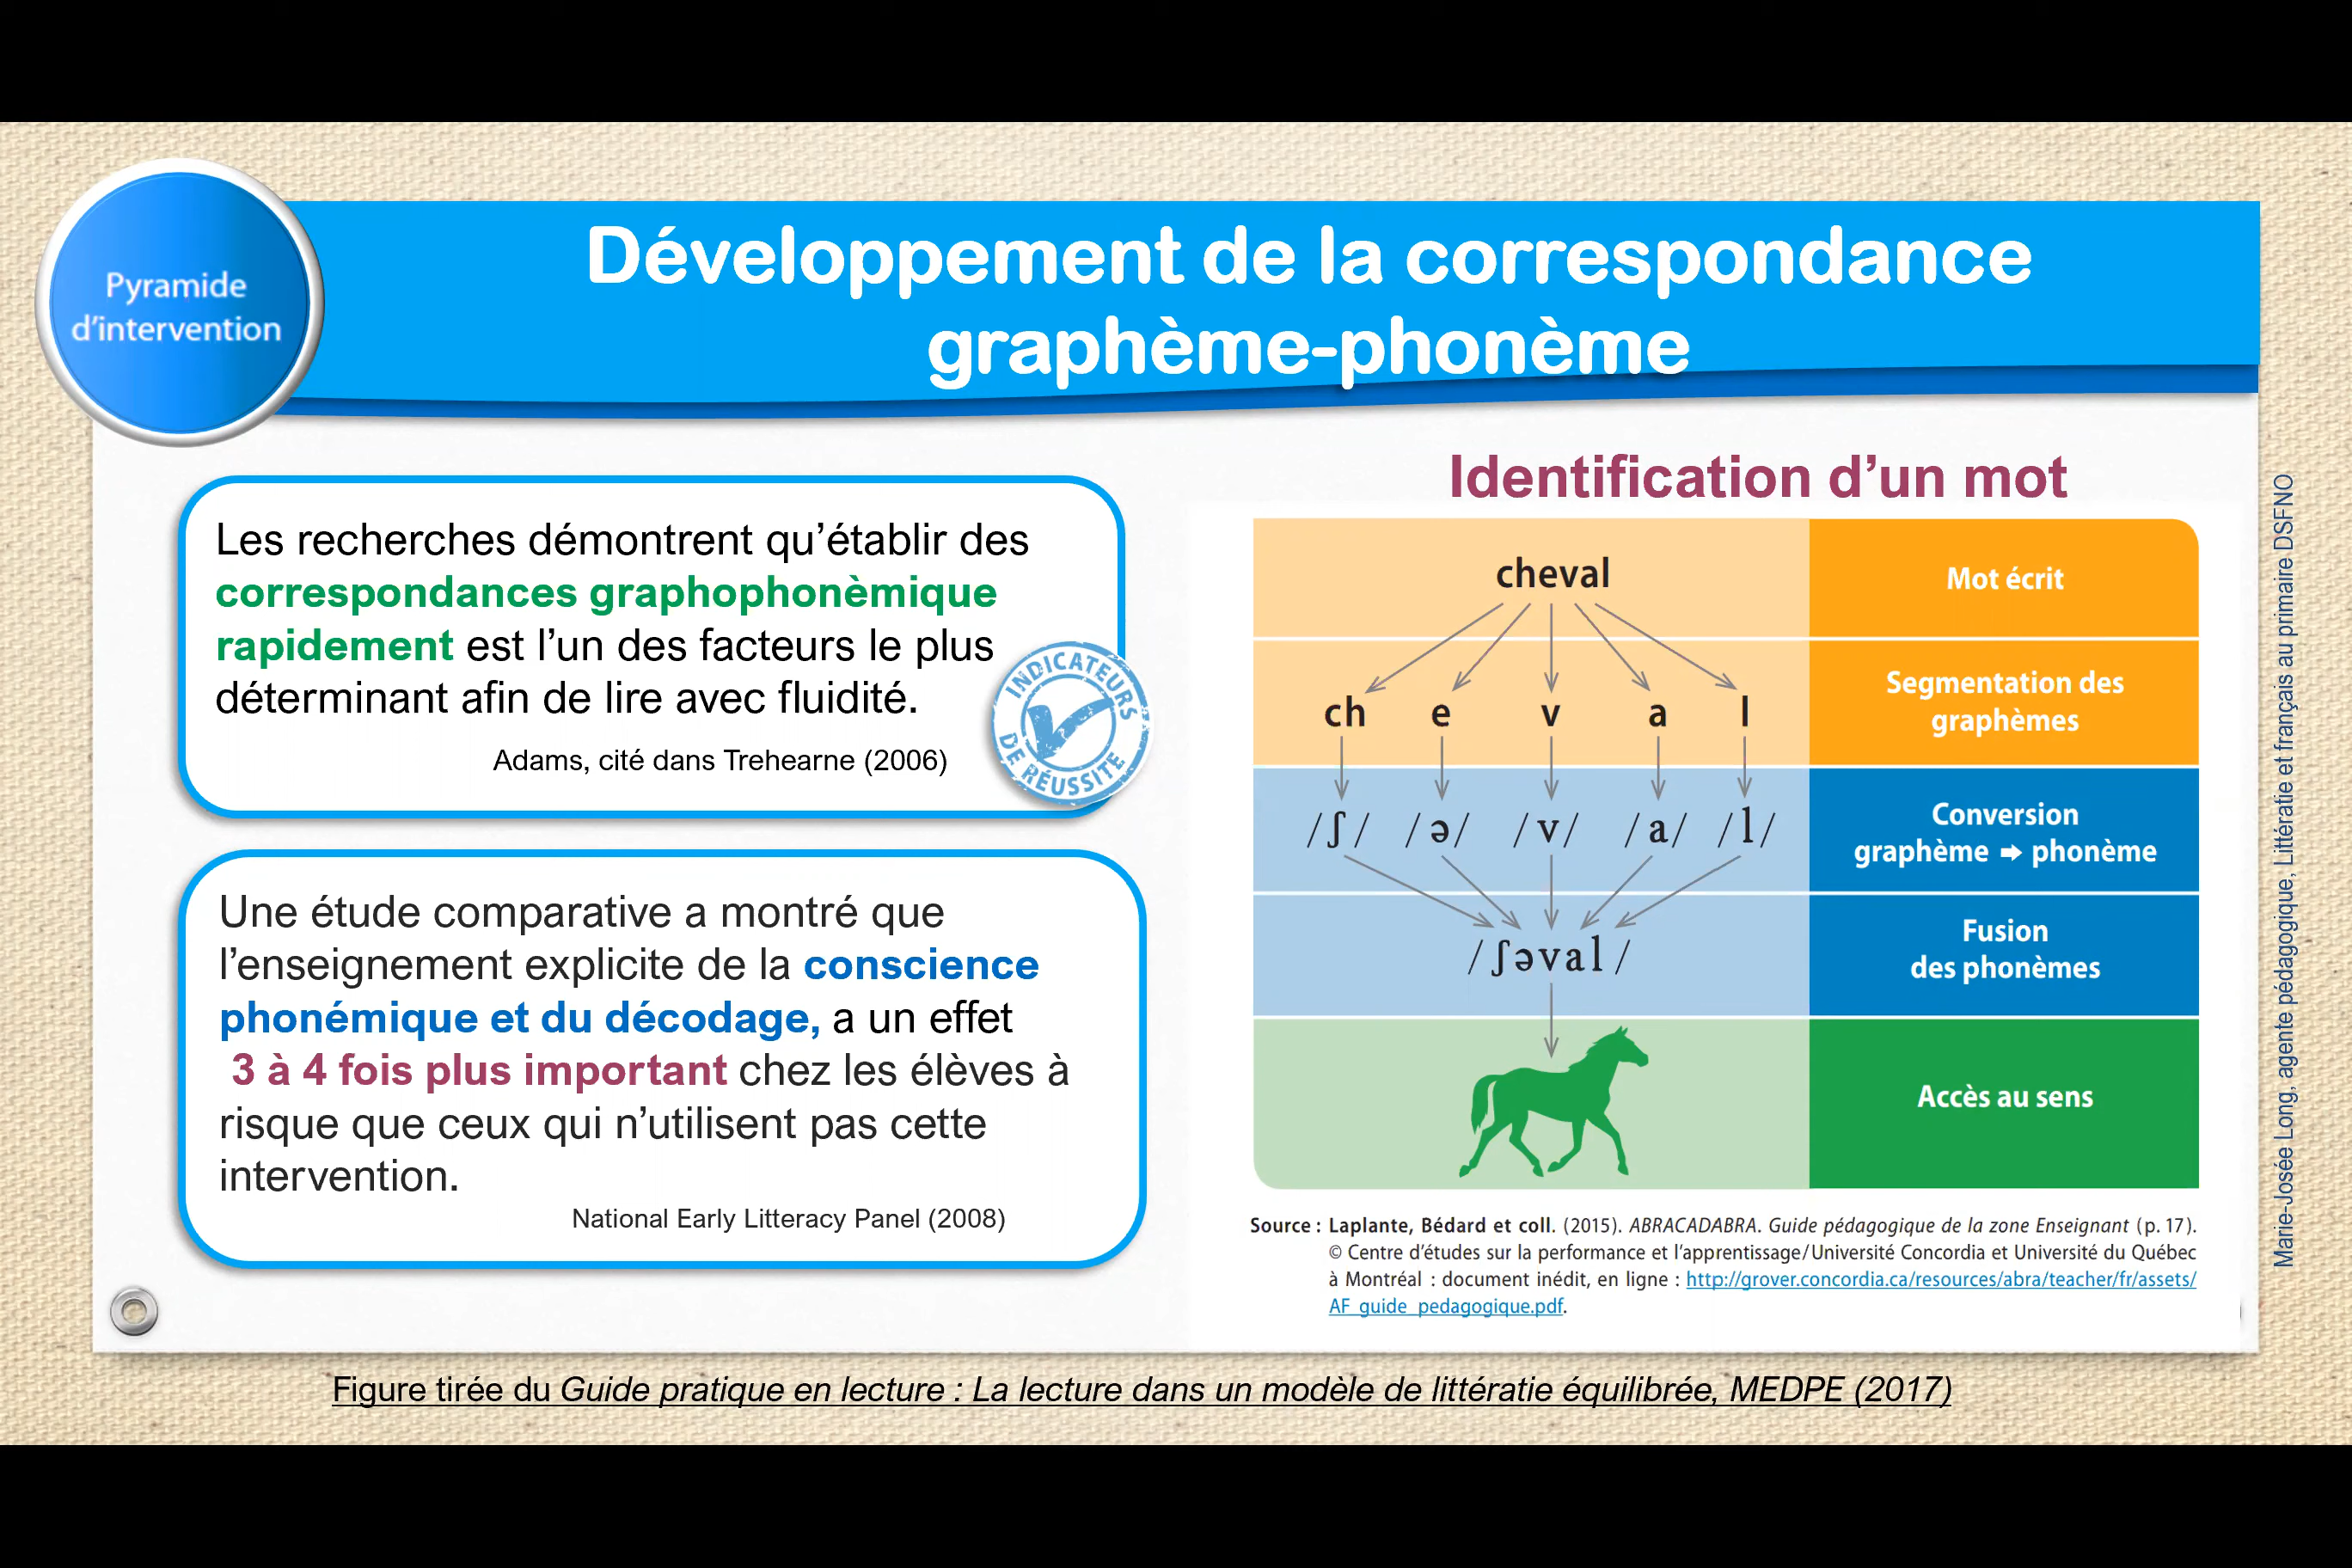 Pyramide
d'intervention
Développement de la correspondance
graphème-phonème
Les recherches démontrent qu'établir des
correspondances graphophonèmique
rapidement est l'un des facteurs le plus
déterminant afin de lire avec fluidité.
Adams, cité dans Trehearne (2006)
INDICATEURS
DE RÉUSSITE
Une étude comparative a montré que
l'enseignement explicite de la conscience
phonémique et du décodage, a un effet
3 à 4 fois plus important chez les élèves à
risque que ceux qui n'utilisent pas cette
intervention.
National Early Litteracy Panel (2008)
Identification d'un mot
cheval
Mot écrit
ch e v a l
Segmentation des
graphèmes
/ʃ/ /ə/ /v/ /a/ /l/
Conversion
graphème ➡ phonème
/ʃəval/
Fusion
des phonèmes
Accès au sens
Source : Laplante, Bédard et coll. (2015). ABRACADABRA. Guide pédagogique de la zone Enseignant (p. 17).
© Centre d'études sur la performance et l'apprentissage/Université Concordia et Université du Québec
à Montréal : document inédit, en ligne : http://grover.concordia.ca/resources/abra/teacher/fr/assets/
AF_guide_pedagogique.pdf.
Marie-Josée Long, agente pédagogique, Littératie et français au primaire DSFNO
Figure tirée du Guide pratique en lecture : La lecture dans un modèle de littératie équilibrée, MEDPE (2017)